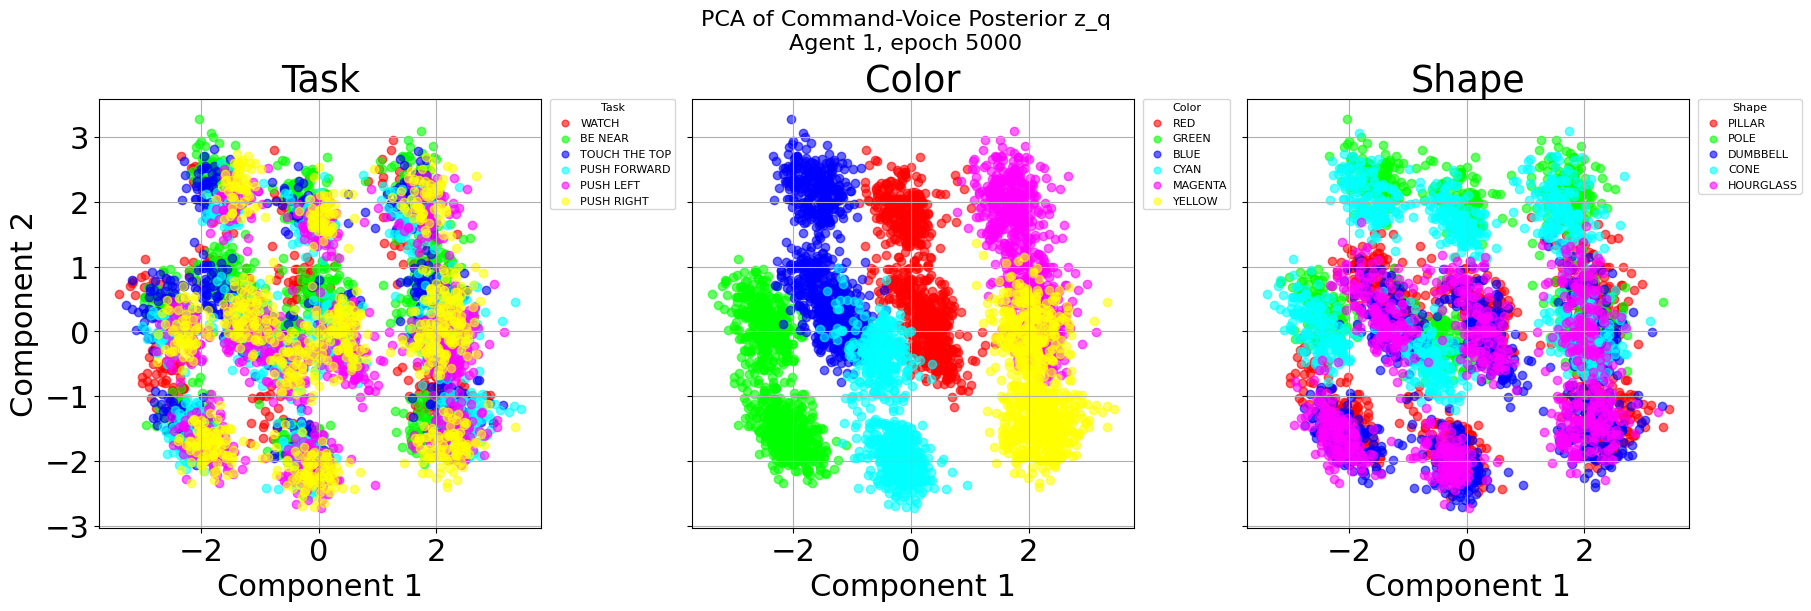 PCA of Command-Voice Posterior z_q
Agent 1, epoch 5000
Task
Color
Shape
Task
WATCH
BE NEAR
TOUCH THE TOP
PUSH FORWARD
PUSH LEFT
PUSH RIGHT
Color
RED
GREEN
BLUE
CYAN
MAGENTA
YELLOW
Shape
PILLAR
POLE
DUMBBELL
CONE
HOURGLASS
Component 2
3
2
1
0
−1
−2
−3
−2 0 2
−2 0 2
−2 0 2
Component 1
Component 1
Component 1